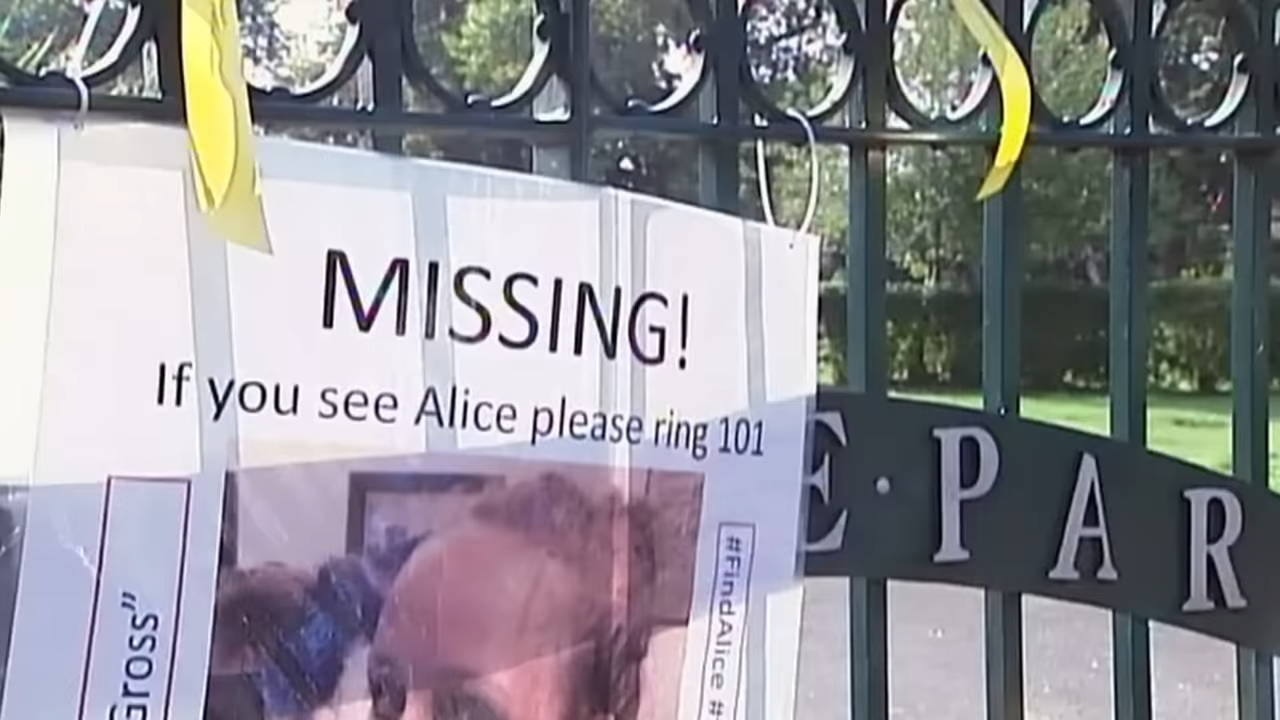 MISSING!
If you see Alice please ring 101
Gross”
#FindAlice #
E·PAR